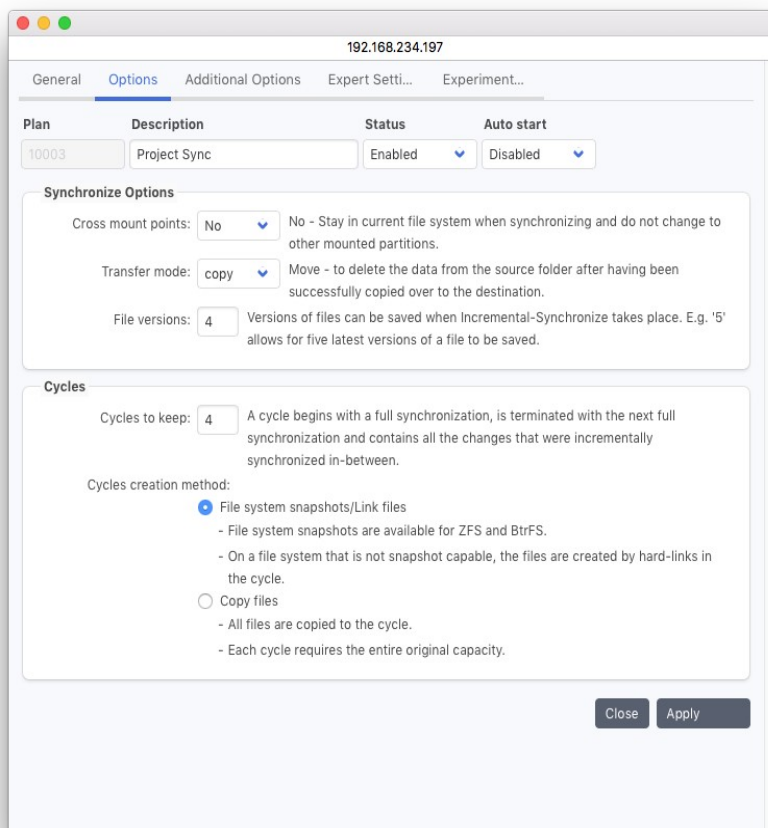 192.168.234.197
General Options Additional Options Expert Setti... Experiment...
Plan Description Status Auto start
10003 Project Sync Enabled Disabled
Synchronize Options
Cross mount points: No No - Stay in current file system when synchronizing and do not change to
other mounted partitions.
Transfer mode: copy Move - to delete the data from the source folder after having been
successfully copied over to the destination.
File versions: 4 Versions of files can be saved when Incremental-Synchronize takes place. E.g. '5'
allows for five latest versions of a file to be saved.
Cycles
Cycles to keep: 4 A cycle begins with a full synchronization, is terminated with the next full
synchronization and contains all the changes that were incrementally
synchronized in-between.
Cycles creation method:
File system snapshots/Link files
- File system snapshots are available for ZFS and BtrFS.
- On a file system that is not snapshot capable, the files are created by hard-links in
the cycle.
Copy files
- All files are copied to the cycle.
- Each cycle requires the entire original capacity.
Close Apply